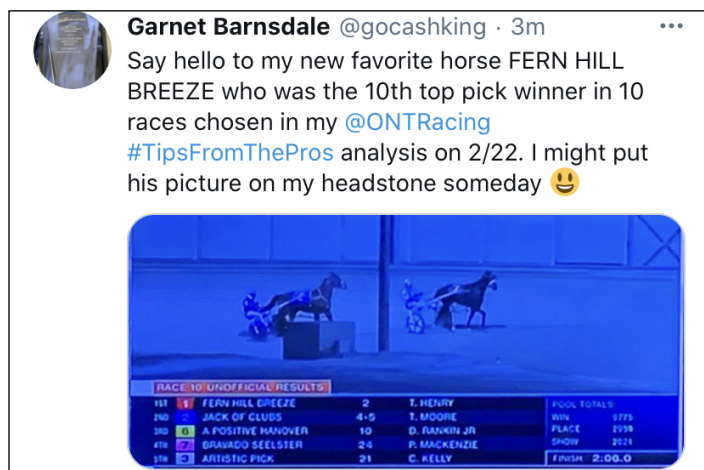 Garnet Barnsdale @gocashking · 3m
Say hello to my new favorite horse FERN HILL
BREEZE who was the 10th top pick winner in 10
races chosen in my @ONTRacing
#TipsFromThePros analysis on 2/22. I might put
his picture on my headstone someday 😃
RACE 10 UNOFFICIAL RESULTS
1ST 1 FERN HILL BREEZE 2 T. HENRY
2ND 2 JACK OF CLUBS 4-5 T. MOORE
3RD 6 A POSITIVE HANOVER 10 D. RANKIN JR
4TH 7 BRAVADO SEELSTER 24 P. MACKENZIE
5TH 3 ARTISTIC PICK 21 C. KELLY
POOL TOTALS
WIN
PLACE
SHOW 2021
FINISH 2:06.0